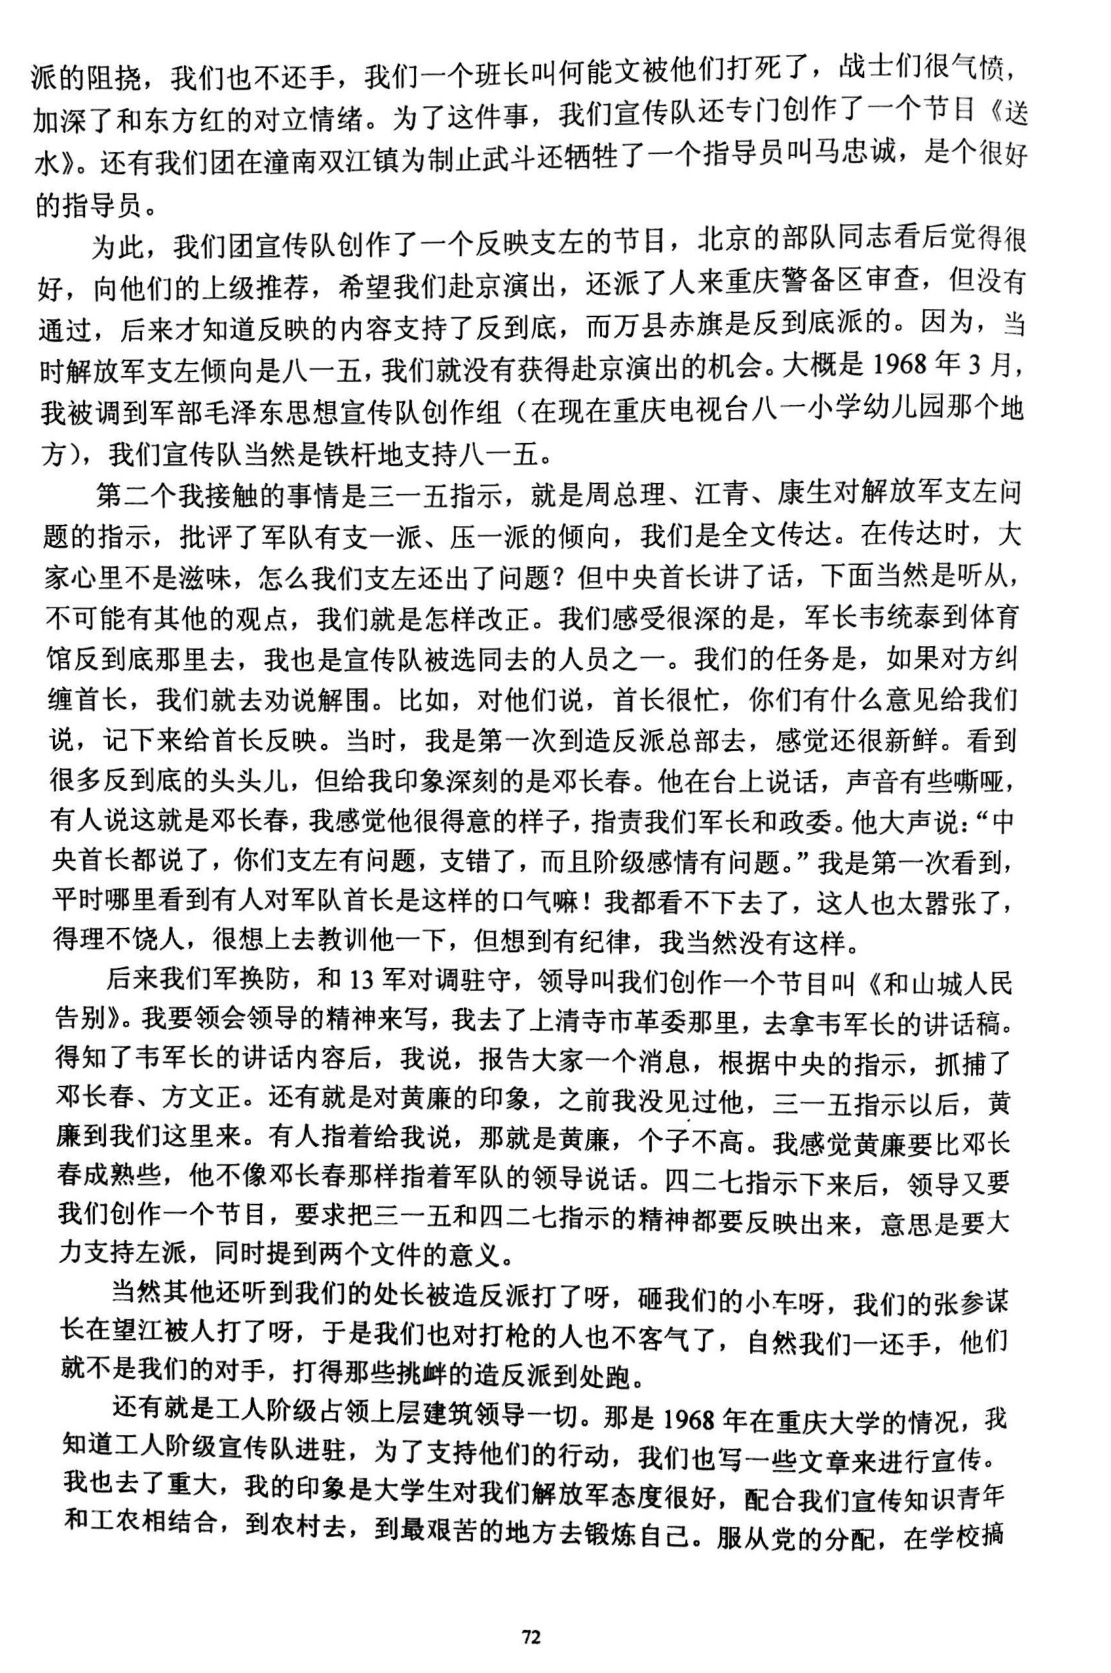 派的阻挠，我们也不还手，我们一个班长叫何能文被他们打死了，战士们很气愤，
加深了和东方红的对立情绪。为了这件事，我们宣传队还专门创作了一个节目《送
水》。还有我们团在潼南双江镇为制止武斗还牺牲了一个指导员叫马忠诚，是个很好
的指导员。
为此，我们团宣传队创作了一个反映支左的节目，北京的部队同志看后觉得很
好，向他们的上级推荐，希望我们赴京演出，还派了人来重庆警备区审查，但没有
通过，后来才知道反映的内容支持了反到底，而万县赤旗是反到底派的。因为，当
时解放军支左倾向是八一五，我们就没有获得赴京演出的机会。大概是 1968 年 3 月，
我被调到军部毛泽东思想宣传队创作组（在现在重庆电视台八一小学幼儿园那个地
方），我们宣传队当然是铁杆地支持八一五。
第二个我接触的事情是三一五指示，就是周总理、江青、康生对解放军支左问
题的指示，批评了军队有支一派、压一派的倾向，我们是全文传达。在传达时，大
家心里不是滋味，怎么我们支左还出了问题？但中央首长讲了话，下面当然是听从，
不可能有其他的观点，我们就是怎样改正。我们感受很深的是，军长韦统泰到体育
馆反到底那里去，我也是宣传队被选同去的人员之一。我们的任务是，如果对方纠
缠首长，我们就去劝说解围。比如，对他们说，首长很忙，你们有什么意见给我们
说，记下来给首长反映。当时，我是第一次到造反派总部去，感觉还很新鲜。看到
很多反到底的头头儿，但给我印象深刻的是邓长春。他在台上说话，声音有些嘶哑，
有人说这就是邓长春，我感觉他很得意的样子，指责我们军长和政委。他大声说：“中
央首长都说了，你们支左有问题，支错了，而且阶级感情有问题。”我是第一次看到，
平时哪里看到有人对军队首长是这样的口气嘛！我都看不下去了，这人也太嚣张了，
得理不饶人，很想上去教训他一下，但想到有纪律，我当然没有这样。
后来我们军换防，和 13 军对调驻守，领导叫我们创作一个节目叫《和山城人民
告别》。我要领会领导的精神来写，我去了上清寺市革委那里，去拿韦军长的讲话稿。
得知了韦军长的讲话内容后，我说，报告大家一个消息，根据中央的指示，抓捕了
邓长春、方文正。还有就是对黄廉的印象，之前我没见过他，三一五指示以后，黄
廉到我们这里来。有人指着给我说，那就是黄廉，个子不高。我感觉黄廉要比邓长
春成熟些，他不像邓长春那样指着军队的领导说话。四二七指示下来后，领导又要
我们创作一个节目，要求把三一五和四二七指示的精神都要反映出来，意思是要大
力支持左派，同时提到两个文件的意义。
当然其他还听到我们的处长被造反派打了呀，砸我们的小车呀，我们的张参谋
长在望江被人打了呀，于是我们也对打枪的人也不客气了，自然我们一还手，他们
就不是我们的对手，打得那些挑衅的造反派到处跑。
还有就是工人阶级占领上层建筑领导一切。那是 1968 年在重庆大学的情况，我
知道工人阶级宣传队进驻，为了支持他们的行动，我们也写一些文章来进行宣传。
我也去了重大，我的印象是大学生对我们解放军态度很好，配合我们宣传知识青年
和工农相结合，到农村去，到最艰苦的地方去锻炼自己。服从党的分配，在学校搞
72